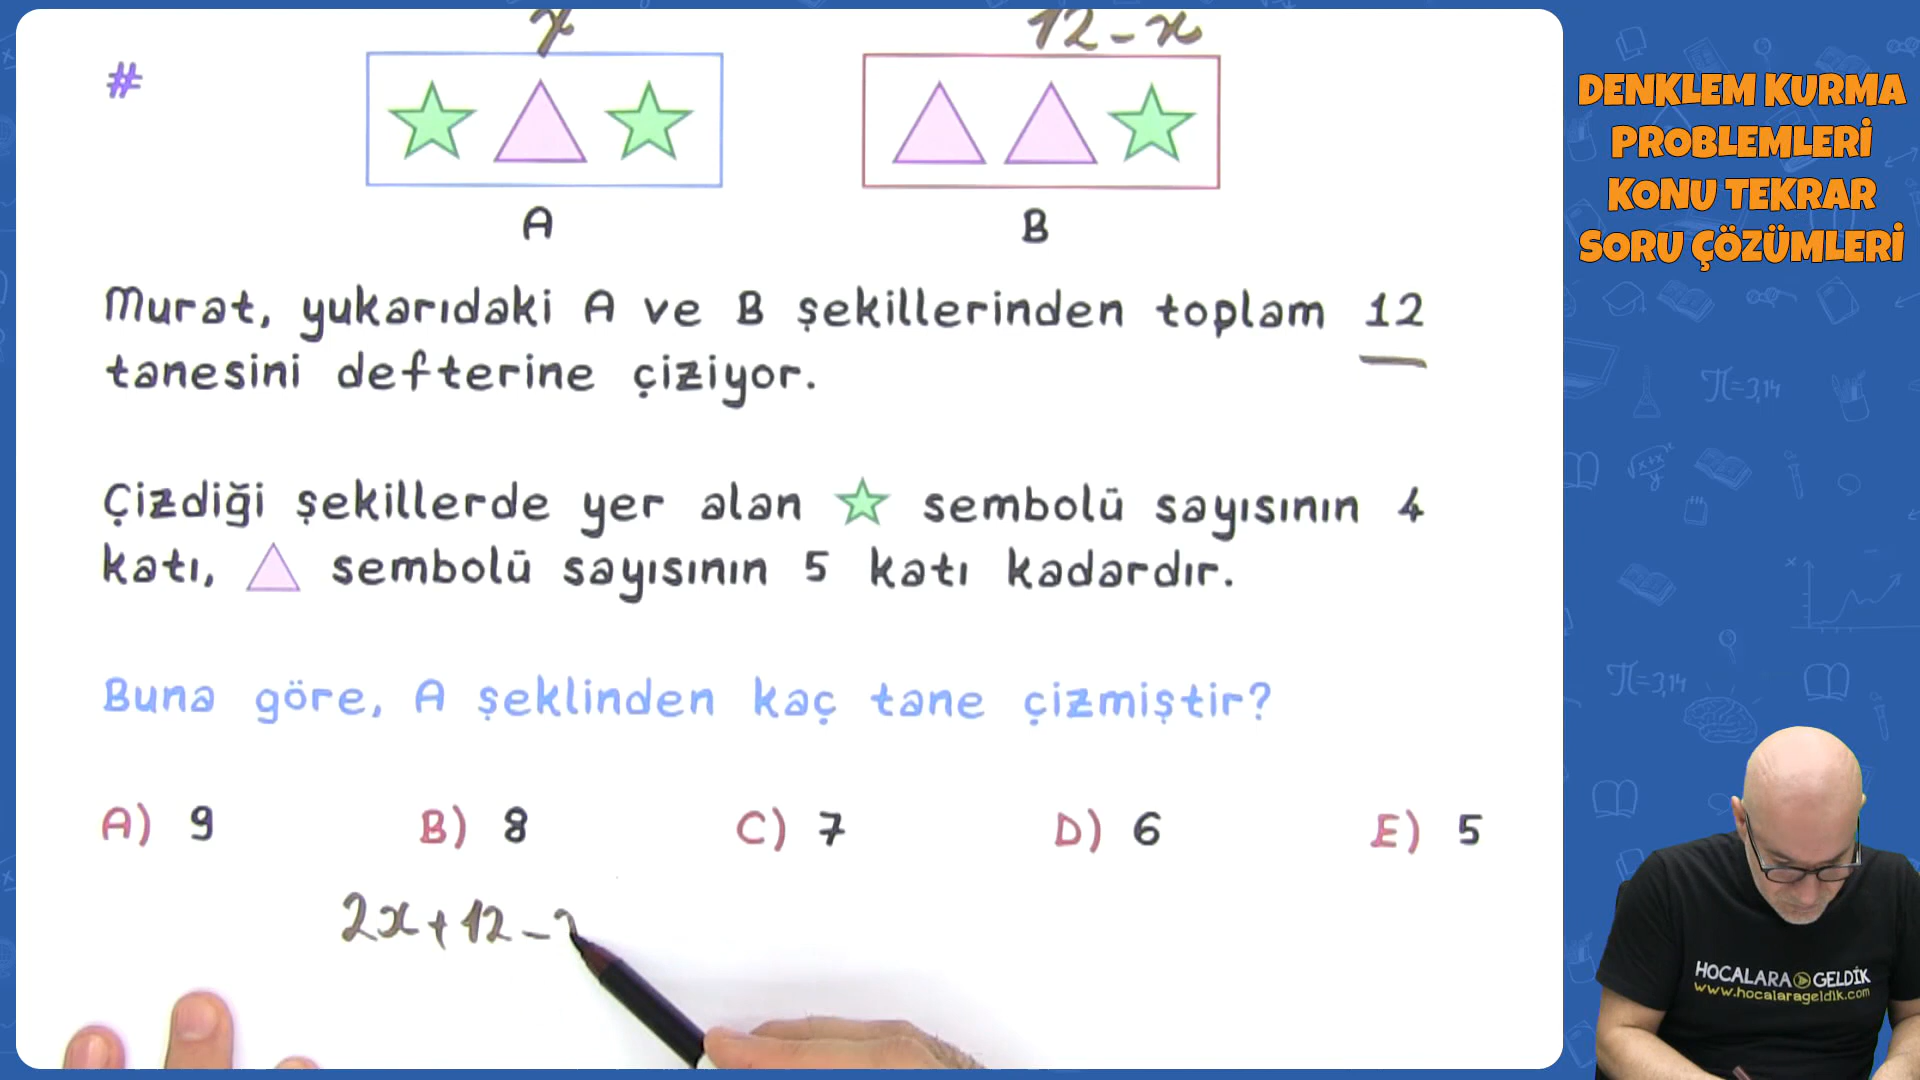 x
12 - x
#
A
B
Murat, yukarıdaki A ve B şekillerinden toplam 12
tanesini defterine çiziyor.
Çizdiği şekillerde yer alan ☆ sembolü sayısının 4
katı, △ sembolü sayısının 5 katı kadardır.
Buna göre, A şeklinden kaç tane çizmiştir?
A) 9
B) 8
C) 7
D) 6
E) 5
2x + 12 -
DENKLEM KURMA
PROBLEMLERİ
KONU TEKRAR
SORU ÇÖZÜMLERİ
π=3,14
π=3,14
HOCALARA GELDİK
www.hocalarageldik.com